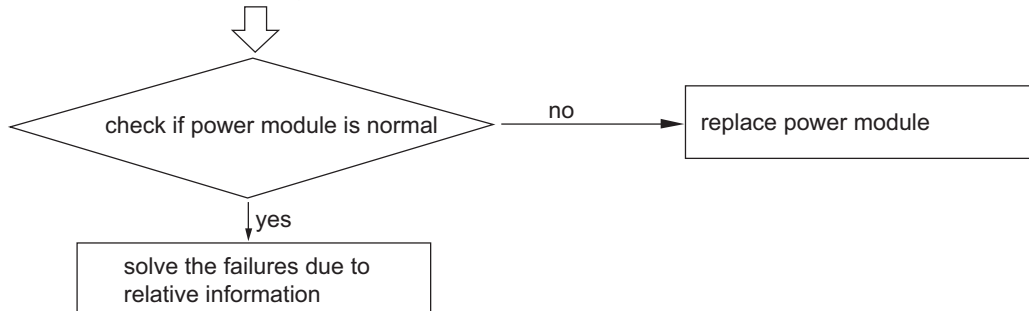 check if power module is normal
no
replace power module
yes
solve the failures due to
relative information